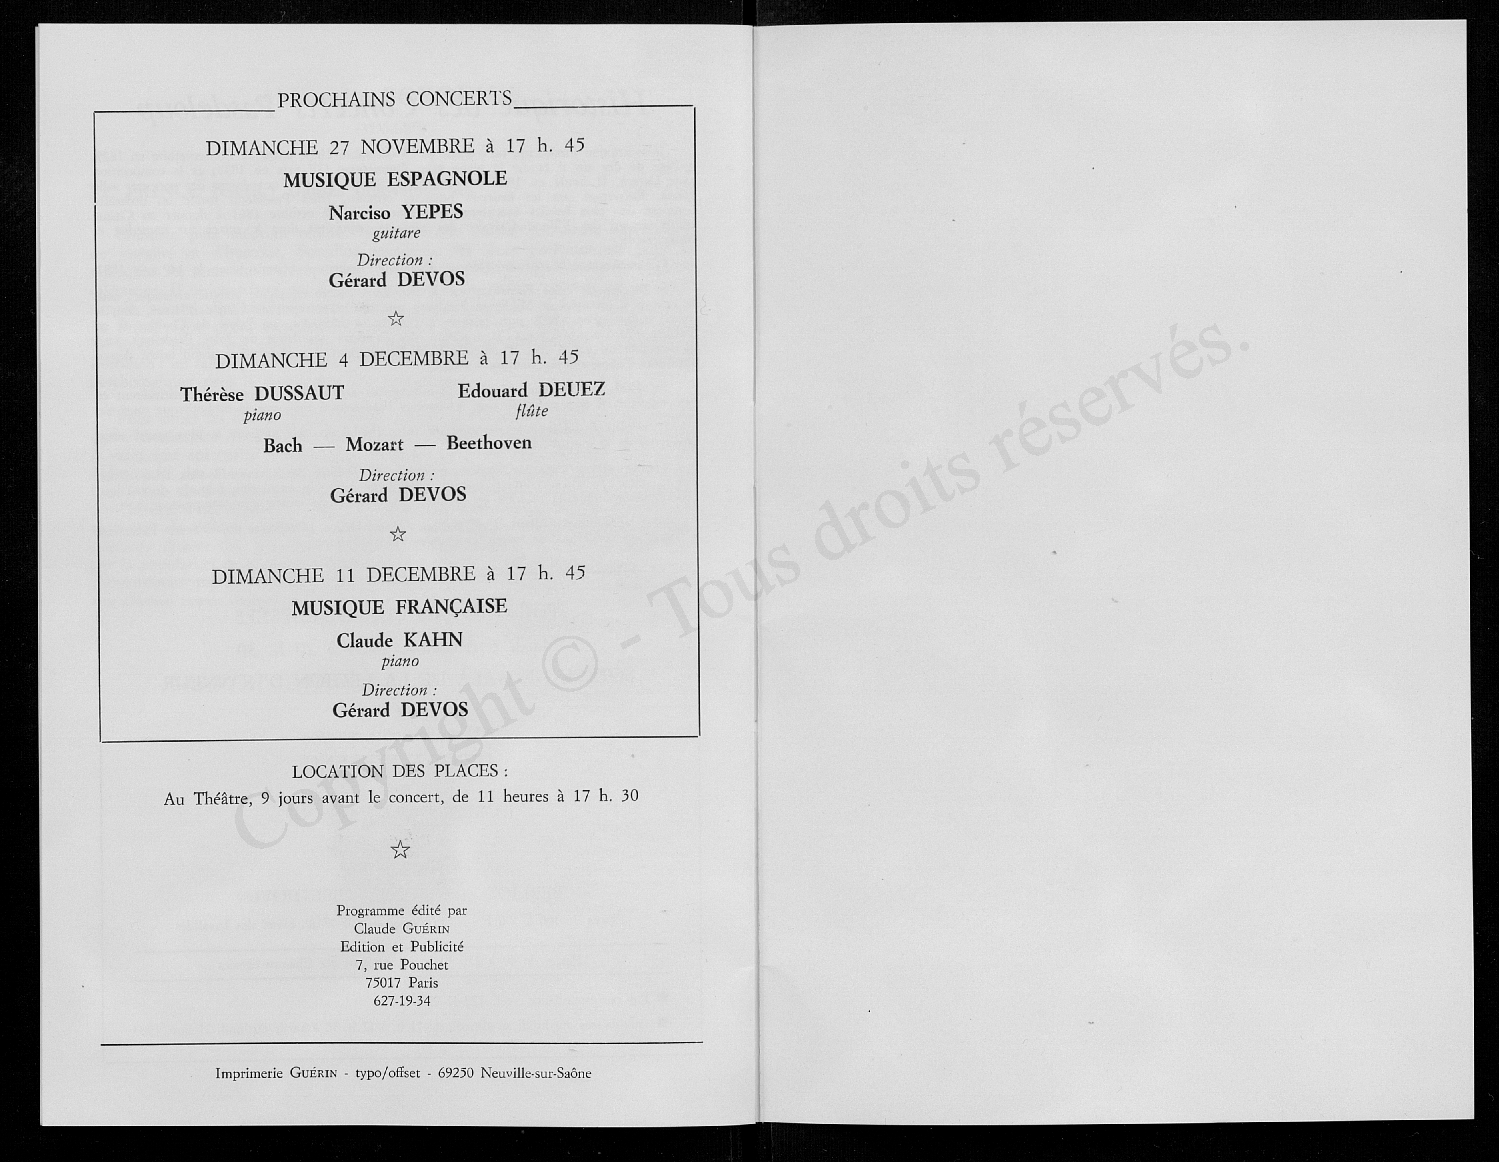 PROCHAINS CONCERTS
DIMANCHE 27 NOVEMBRE à 17 h. 45
MUSIQUE ESPAGNOLE
Narciso YEPES
guitare
Direction :
Gérard DEVOS
☆
DIMANCHE 4 DECEMBRE à 17 h. 45
Thérèse DUSSAUT Edouard DEUEZ
piano flûte
Bach — Mozart — Beethoven
Direction :
Gérard DEVOS
☆
DIMANCHE 11 DECEMBRE à 17 h. 45
MUSIQUE FRANÇAISE
Claude KAHN
piano
Direction :
Gérard DEVOS
LOCATION DES PLACES :
Au Théâtre, 9 jours avant le concert, de 11 heures à 17 h. 30
☆
Programme édité par
Claude GUÉRIN
Edition et Publicité
7, rue Pouchet
75017 Paris
627-19-34
Imprimerie GUÉRIN - typo/offset - 69250 Neuville-sur-Saône
Copyright © - Tous droits réservés.